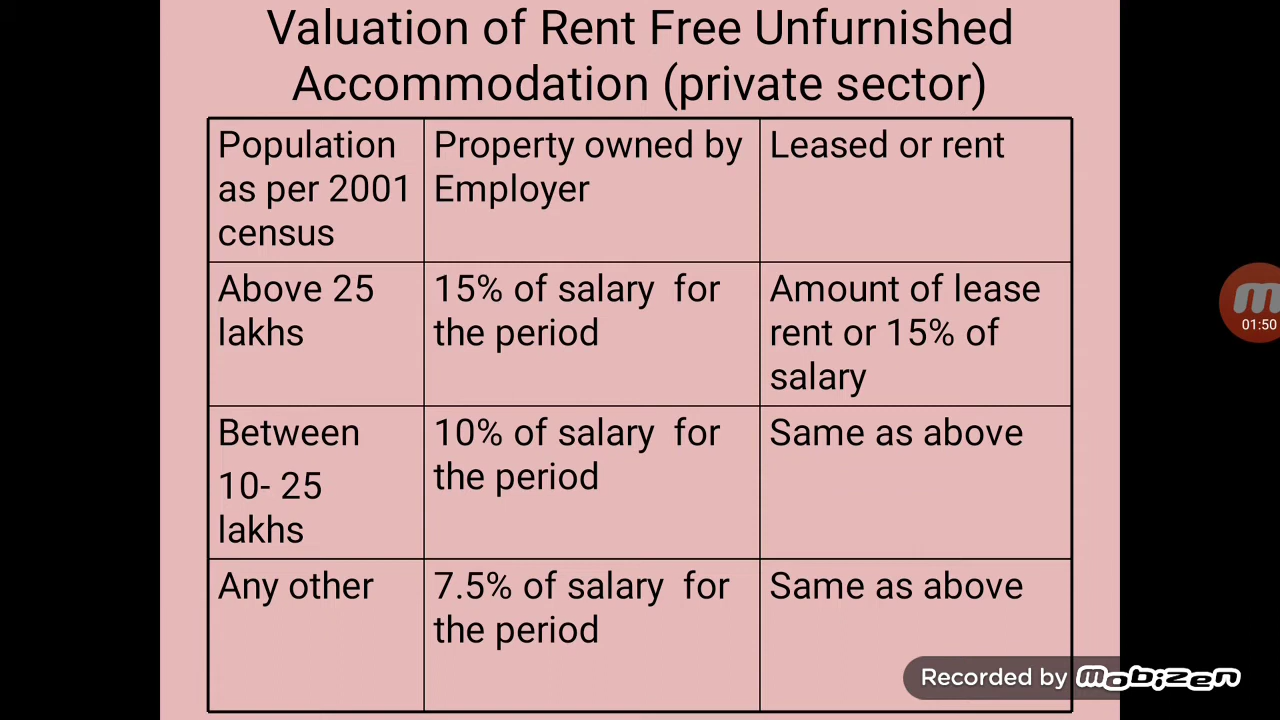 Valuation of Rent Free Unfurnished
Accommodation (private sector)
Population
as per 2001
census
Property owned by
Employer
Leased or rent
Above 25
lakhs
15% of salary for
the period
Amount of lease
rent or 15% of
salary
Between
10- 25
lakhs
10% of salary for
the period
Same as above
Any other
7.5% of salary for
the period
Same as above
01:50
Recorded by mobizen